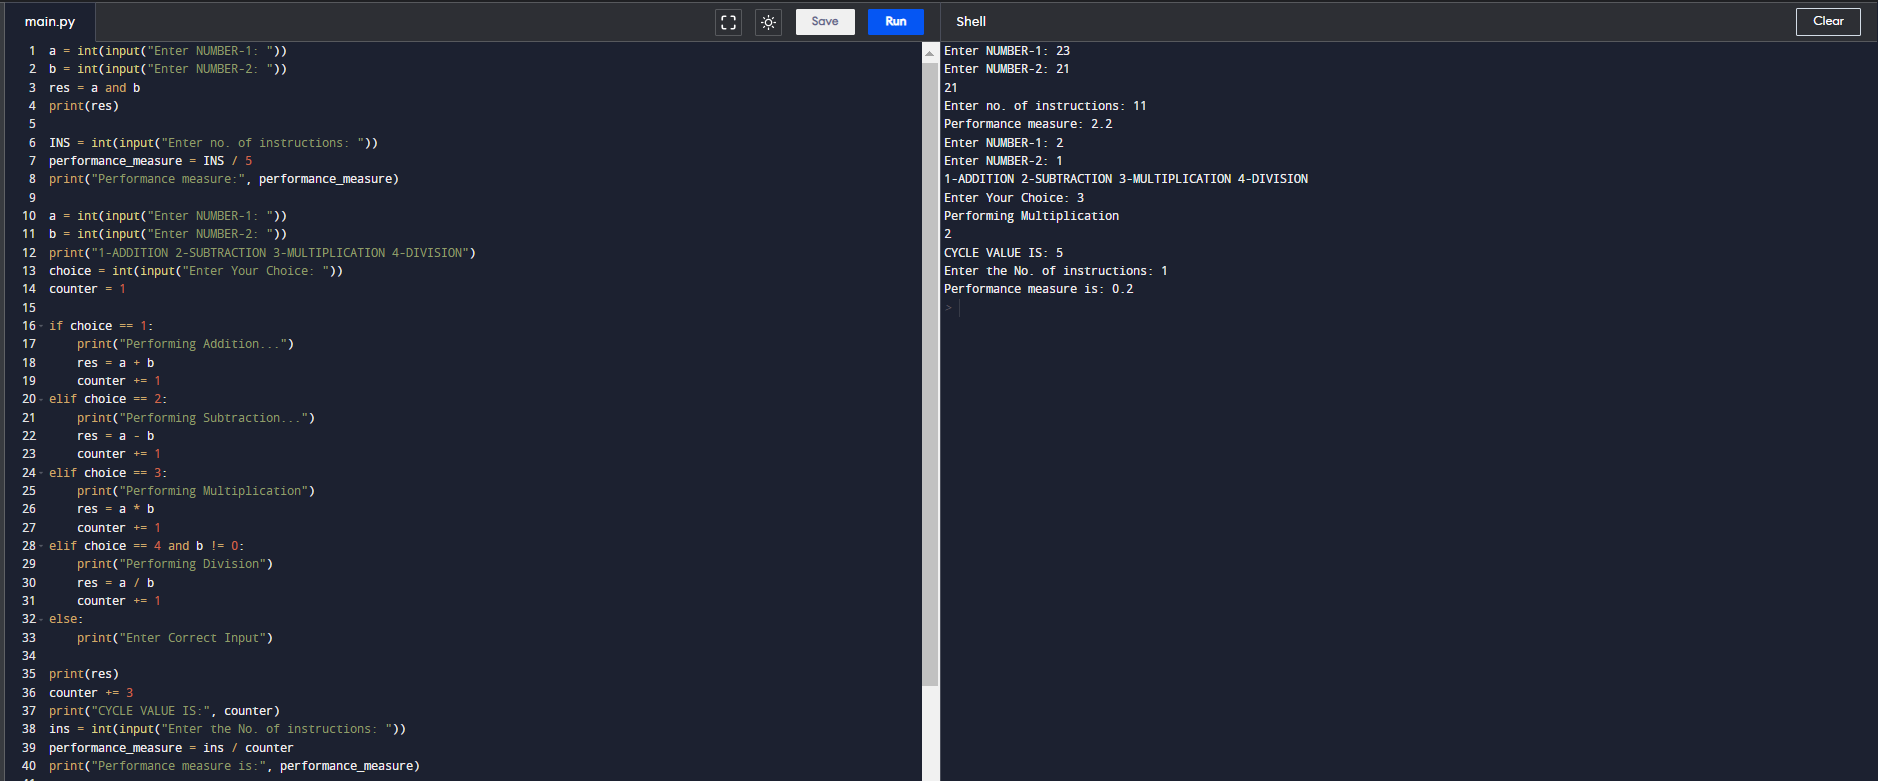 main.py
Save
Run
Shell
Clear
1 a = int(input("Enter NUMBER-1: "))
2 b = int(input("Enter NUMBER-2: "))
3 res = a and b
4 print(res)
5
6 INS = int(input("Enter no. of instructions: "))
7 performance_measure = INS / 5
8 print("Performance measure:", performance_measure)
9
10 a = int(input("Enter NUMBER-1: "))
11 b = int(input("Enter NUMBER-2: "))
12 print("1-ADDITION 2-SUBTRACTION 3-MULTIPLICATION 4-DIVISION")
13 choice = int(input("Enter Your Choice: "))
14 counter = 1
15
16 if choice == 1:
17     print("Performing Addition...")
18     res = a + b
19     counter += 1
20 elif choice == 2:
21     print("Performing Subtraction...")
22     res = a - b
23     counter += 1
24 elif choice == 3:
25     print("Performing Multiplication")
26     res = a * b
27     counter += 1
28 elif choice == 4 and b != 0:
29     print("Performing Division")
30     res = a / b
31     counter += 1
32 else:
33     print("Enter Correct Input")
34
35 print(res)
36 counter += 3
37 print("CYCLE VALUE IS:", counter)
38 ins = int(input("Enter the No. of instructions: "))
39 performance_measure = ins / counter
40 print("Performance measure is:", performance_measure)
Enter NUMBER-1: 23
Enter NUMBER-2: 21
21
Enter no. of instructions: 11
Performance measure: 2.2
Enter NUMBER-1: 2
Enter NUMBER-2: 1
1-ADDITION 2-SUBTRACTION 3-MULTIPLICATION 4-DIVISION
Enter Your Choice: 3
Performing Multiplication
2
CYCLE VALUE IS: 5
Enter the No. of instructions: 1
Performance measure is: 0.2
>